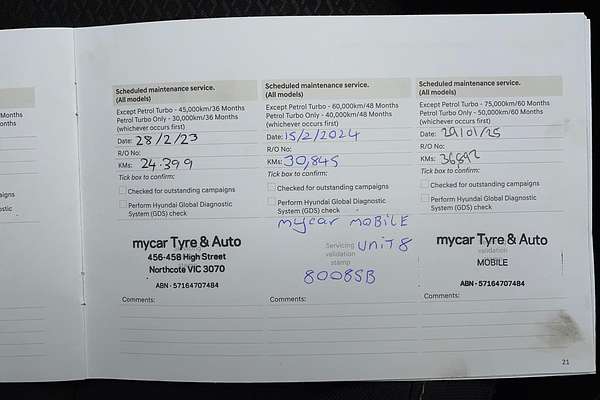 Months
onths
aigns
ostic
Scheduled maintenance service.
(All models)
Except Petrol Turbo - 45,000km/36 Months
Petrol Turbo Only - 30,000km/36 Months
(whichever occurs first)
Date: 28/2/23
R/O No:
KMs: 24.399
Tick box to confirm:
Checked for outstanding campaigns
Perform Hyundai Global Diagnostic
System (GDS) check
mycar Tyre & Auto
456-458 High Street
Northcote VIC 3070
ABN - 57164707484
Comments:
Scheduled maintenance service.
(All models)
Except Petrol Turbo - 60,000km/48 Months
Petrol Turbo Only - 40,000km/48 Months
(whichever occurs first)
Date: 15/2/2024
R/O No:
KMs: 30,845
Tick box to confirm:
Checked for outstanding campaigns
Perform Hyundai Global Diagnostic
System (GDS) check
mycar MOBILE
Servicing UNIT 8
validation
stamp
8008SB
Comments:
Scheduled maintenance service.
(All models)
Except Petrol Turbo - 75,000km/60 Months
Petrol Turbo Only - 50,000km/60 Months
(whichever occurs first)
Date: 29/01/25
R/O No:
KMs: 36892
Tick box to confirm:
Checked for outstanding campaigns
Perform Hyundai Global Diagnostic
System (GDS) check
mycar Tyre & Auto
validation
MOBILE
ABN - 57164707484
Comments:
21